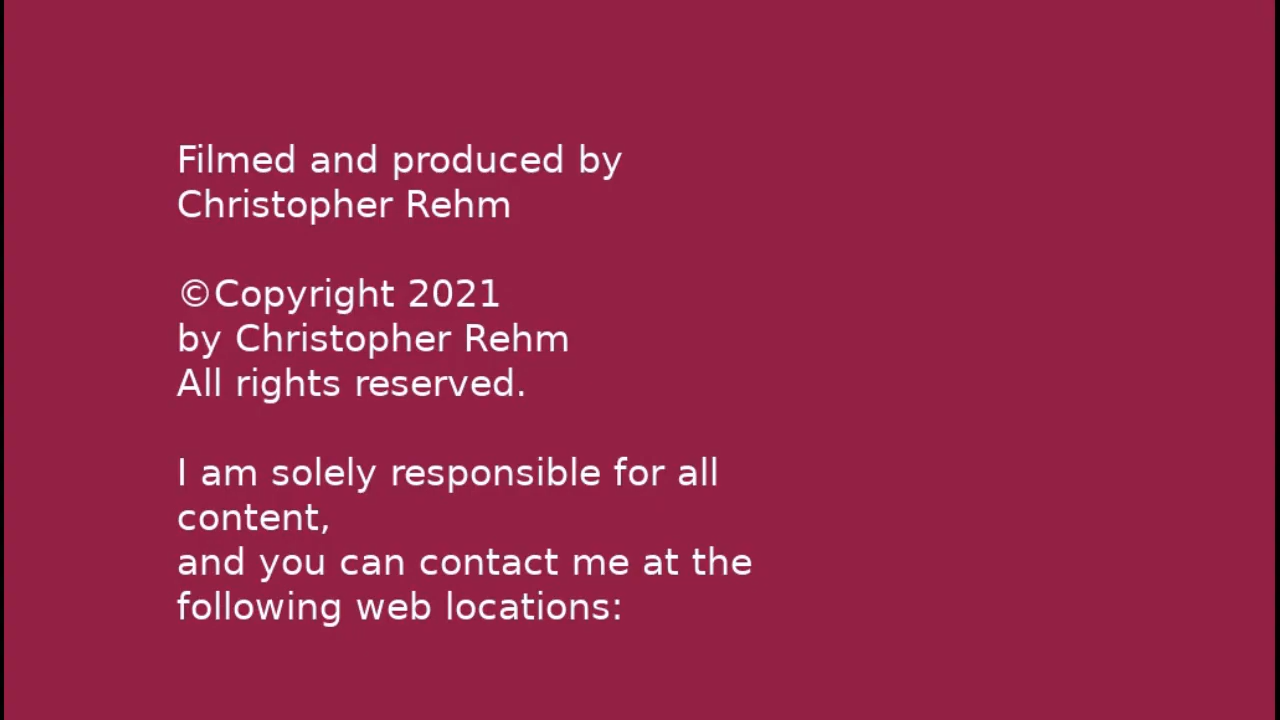 Filmed and produced by
Christopher Rehm
©Copyright 2021
by Christopher Rehm
All rights reserved.
I am solely responsible for all
content,
and you can contact me at the
following web locations: